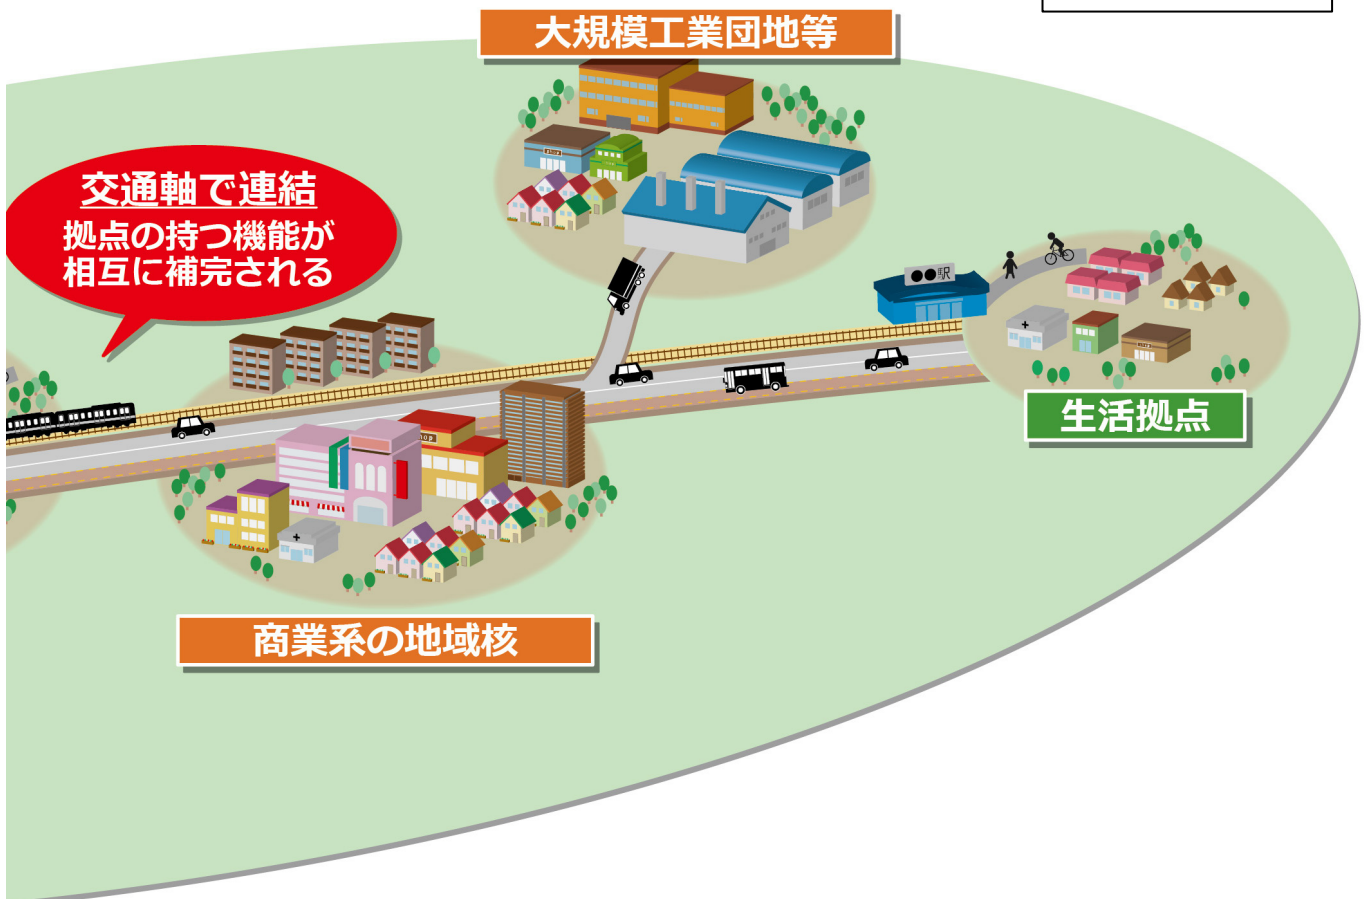 大規模工業団地等
交通軸で連結
拠点の持つ機能が
相互に補完される
●●駅
生活拠点
商業系の地域核